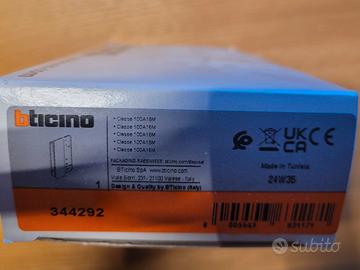 bticino
• Classe 100A16M
• Classe 100A16M
• Classe 100A16M
• Classe 100A16M
• Classe 100A16M
1
BTicino SpA
Viale Borri, 231 - 21100 Varese - Italy
Design & Quality by BTicino (Italy)
UK
CA
Made in Tunisia
24W35
344292
subito